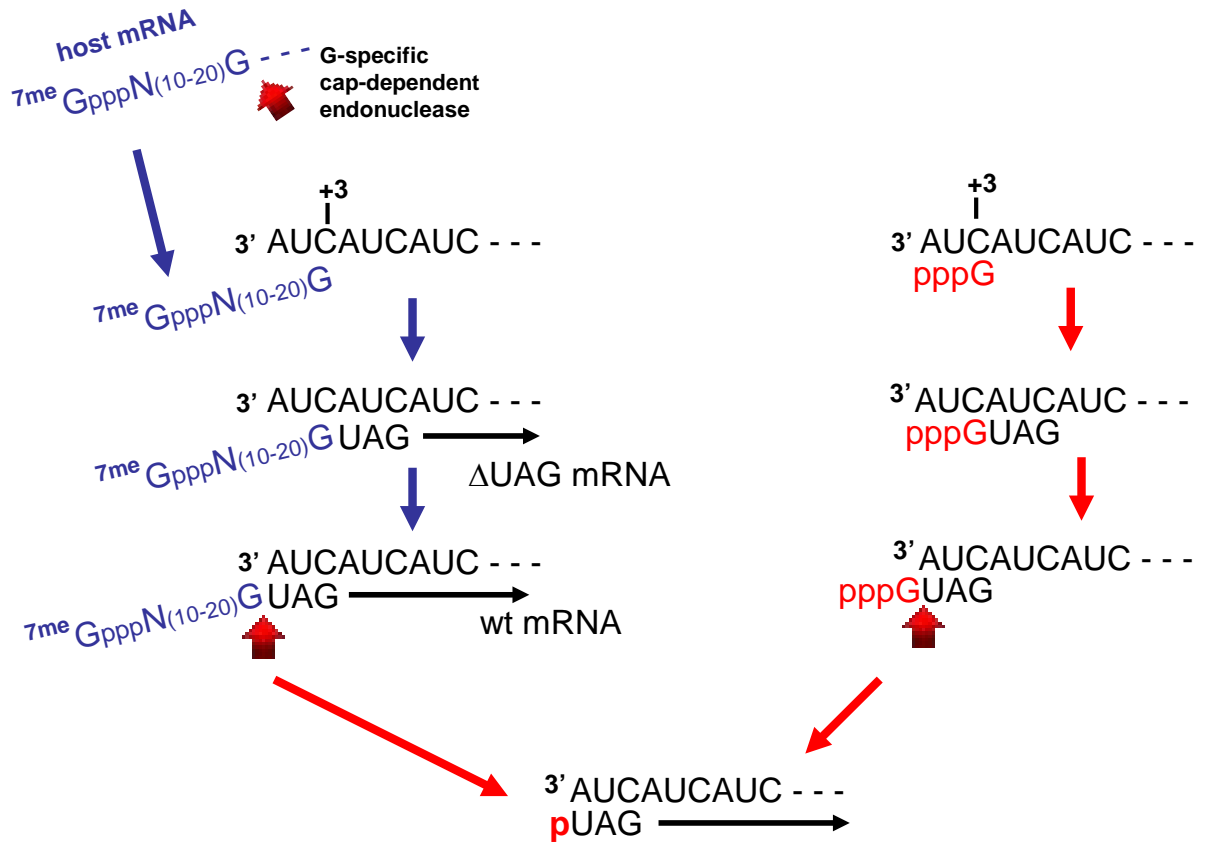 host mRNA
7me GpppN(10-20)G - - -
G-specific
cap-dependent
endonuclease
+3
3’ AUCAUCAUC - - -
7me GpppN(10-20)G
3’ AUCAUCAUC - - -
7me GpppN(10-20)GUAG
ΔUAG mRNA
3’ AUCAUCAUC - - -
7me GpppN(10-20)GUAG
wt mRNA
+3
3’ AUCAUCAUC - - -
pppG
3’ AUCAUCAUC - - -
pppGUAG
3’ AUCAUCAUC - - -
pppGUAG
3’ AUCAUCAUC - - -
pUAG